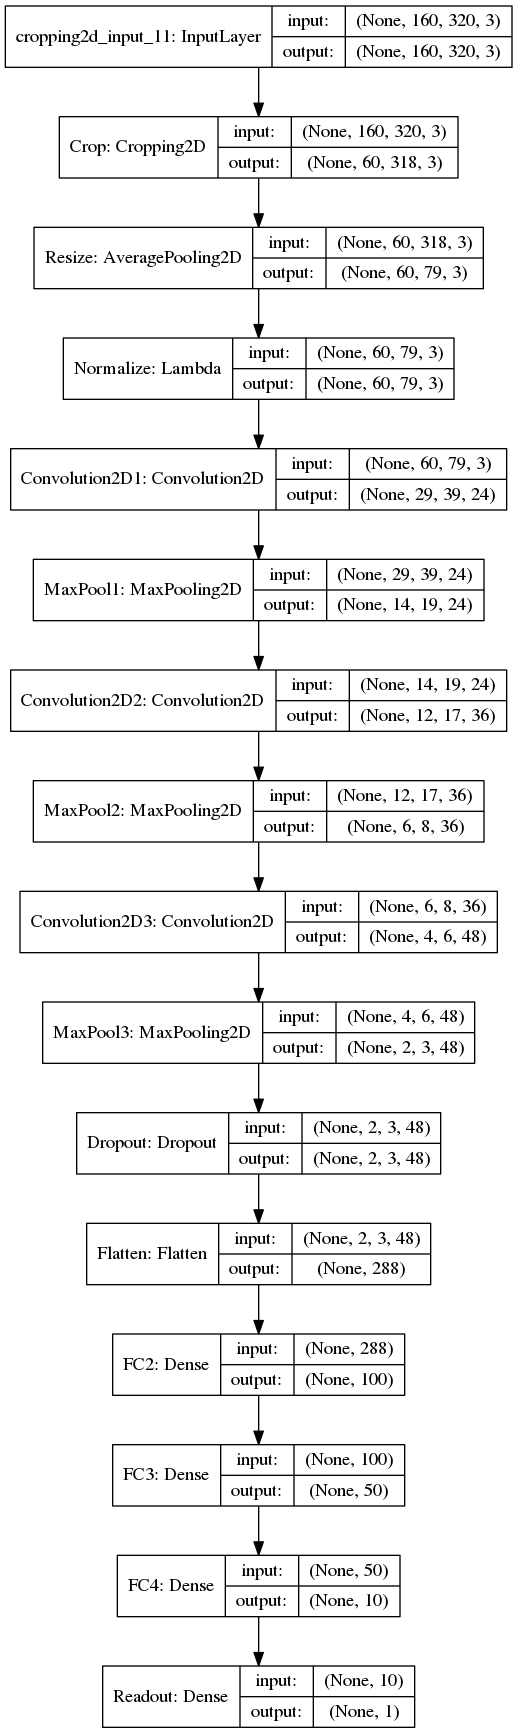 cropping2d_input_11: InputLayer
input: (None, 160, 320, 3)
output: (None, 160, 320, 3)
Crop: Cropping2D
input: (None, 160, 320, 3)
output: (None, 60, 318, 3)
Resize: AveragePooling2D
input: (None, 60, 318, 3)
output: (None, 60, 79, 3)
Normalize: Lambda
input: (None, 60, 79, 3)
output: (None, 60, 79, 3)
Convolution2D1: Convolution2D
input: (None, 60, 79, 3)
output: (None, 29, 39, 24)
MaxPool1: MaxPooling2D
input: (None, 29, 39, 24)
output: (None, 14, 19, 24)
Convolution2D2: Convolution2D
input: (None, 14, 19, 24)
output: (None, 12, 17, 36)
MaxPool2: MaxPooling2D
input: (None, 12, 17, 36)
output: (None, 6, 8, 36)
Convolution2D3: Convolution2D
input: (None, 6, 8, 36)
output: (None, 4, 6, 48)
MaxPool3: MaxPooling2D
input: (None, 4, 6, 48)
output: (None, 2, 3, 48)
Dropout: Dropout
input: (None, 2, 3, 48)
output: (None, 2, 3, 48)
Flatten: Flatten
input: (None, 2, 3, 48)
output: (None, 288)
FC2: Dense
input: (None, 288)
output: (None, 100)
FC3: Dense
input: (None, 100)
output: (None, 50)
FC4: Dense
input: (None, 50)
output: (None, 10)
Readout: Dense
input: (None, 10)
output: (None, 1)